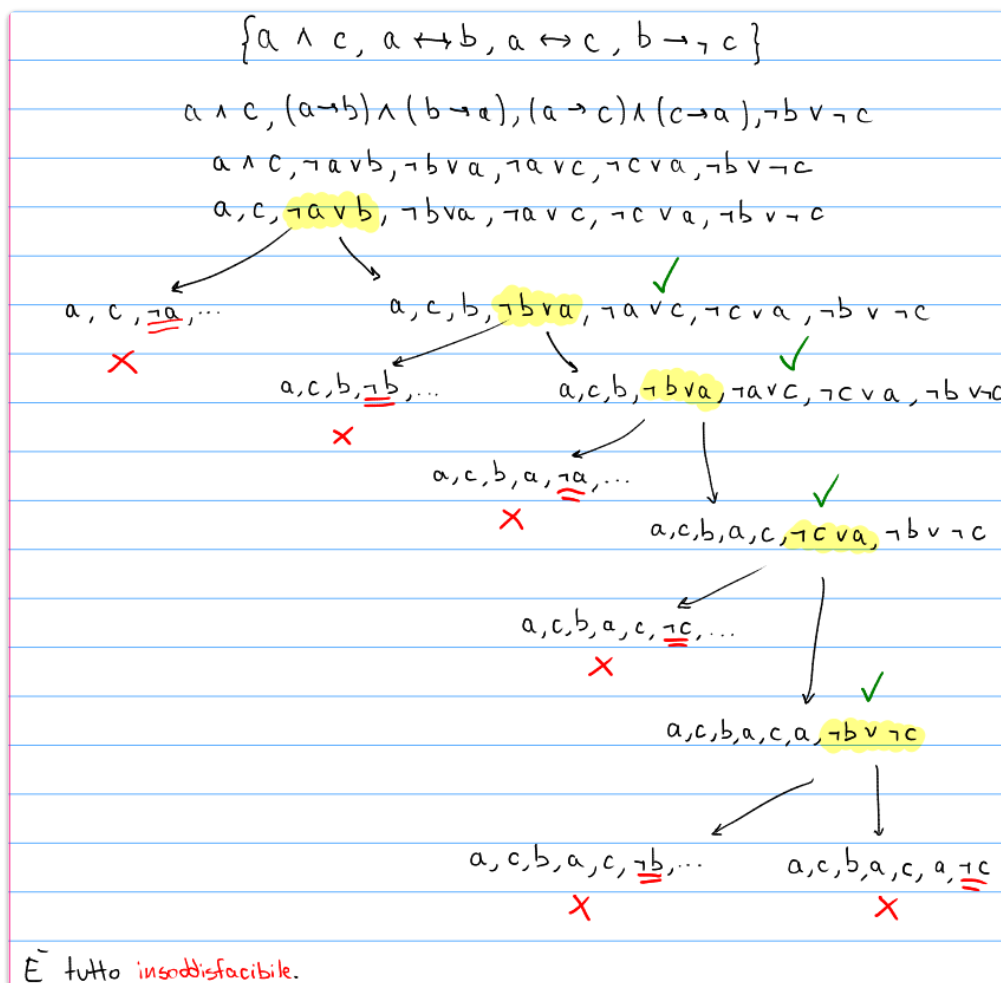 {a ∧ c, a ↔ b, a ↔ c, b → ¬ c}
a ∧ c, (a→b) ∧ (b→a), (a → c) ∧ (c→a), ¬b ∨ ¬ c
a ∧ c, ¬a∨b, ¬b∨a, ¬a∨c, ¬c∨a, ¬b∨¬c
a, c, ¬a∨b, ¬b∨a, ¬a∨c, ¬c∨a, ¬b∨¬c
a, c, ¬a, ...
a, c, b, ¬b∨a, ¬a∨c, ¬c∨a, ¬b ∨ ¬c
a,c,b,¬b,...
a,c,b,¬b∨a,¬a∨c,¬c∨a,¬b∨¬c
a,c,b,a,¬a,...
a,c,b,a,c,¬c∨a,¬b∨¬c
a,c,b,a,c,¬c,...
a,c,b,a,c,a,¬b∨¬c
a,c,b,a,c,¬b,...
a,c,b,a,c,a,¬c
È tutto insoddisfacibile.